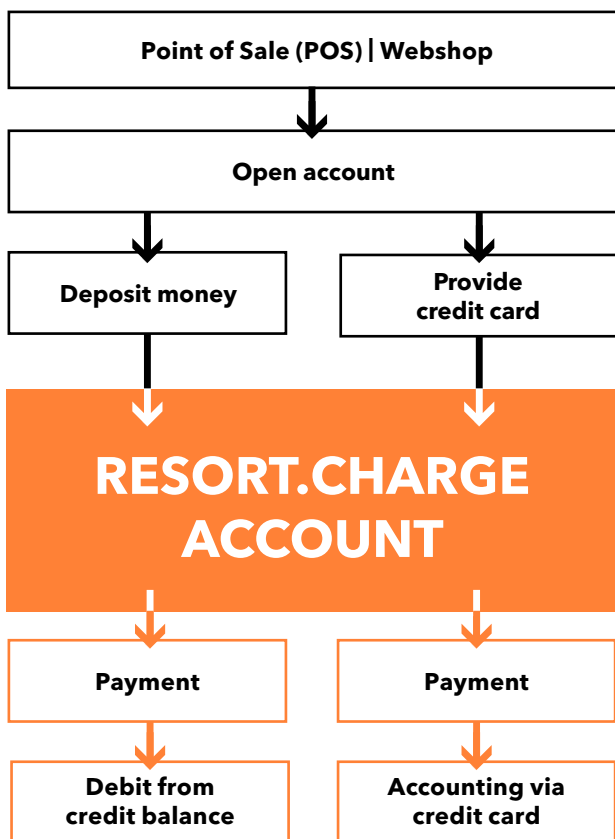 Point of Sale (POS) | Webshop
Open account
Deposit money
Provide
credit card
RESORT.CHARGE
ACCOUNT
Payment
Payment
Debit from
credit balance
Accounting via
credit card